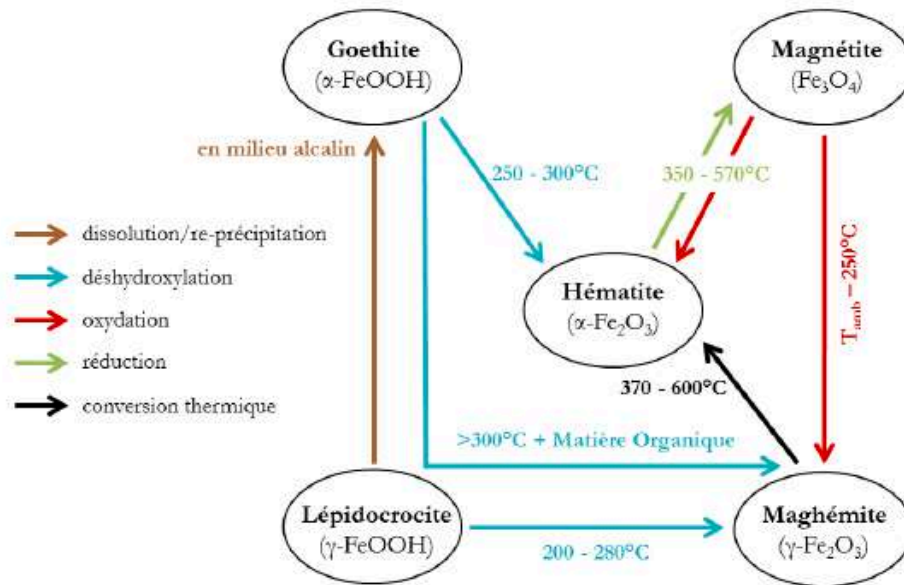 Goethite
(α-FeOOH)
Magnétite
(Fe₃O₄)
en milieu alcalin
250 - 300°C
350 - 570°C
dissolution/re-précipitation
déshydroxylation
oxydation
réduction
conversion thermique
Hématite
(α-Fe₂O₃)
T_amb – 250°C
370 - 600°C
>300°C + Matière Organique
Lépidocrocite
(γ-FeOOH)
200 - 280°C
Maghémite
(γ-Fe₂O₃)